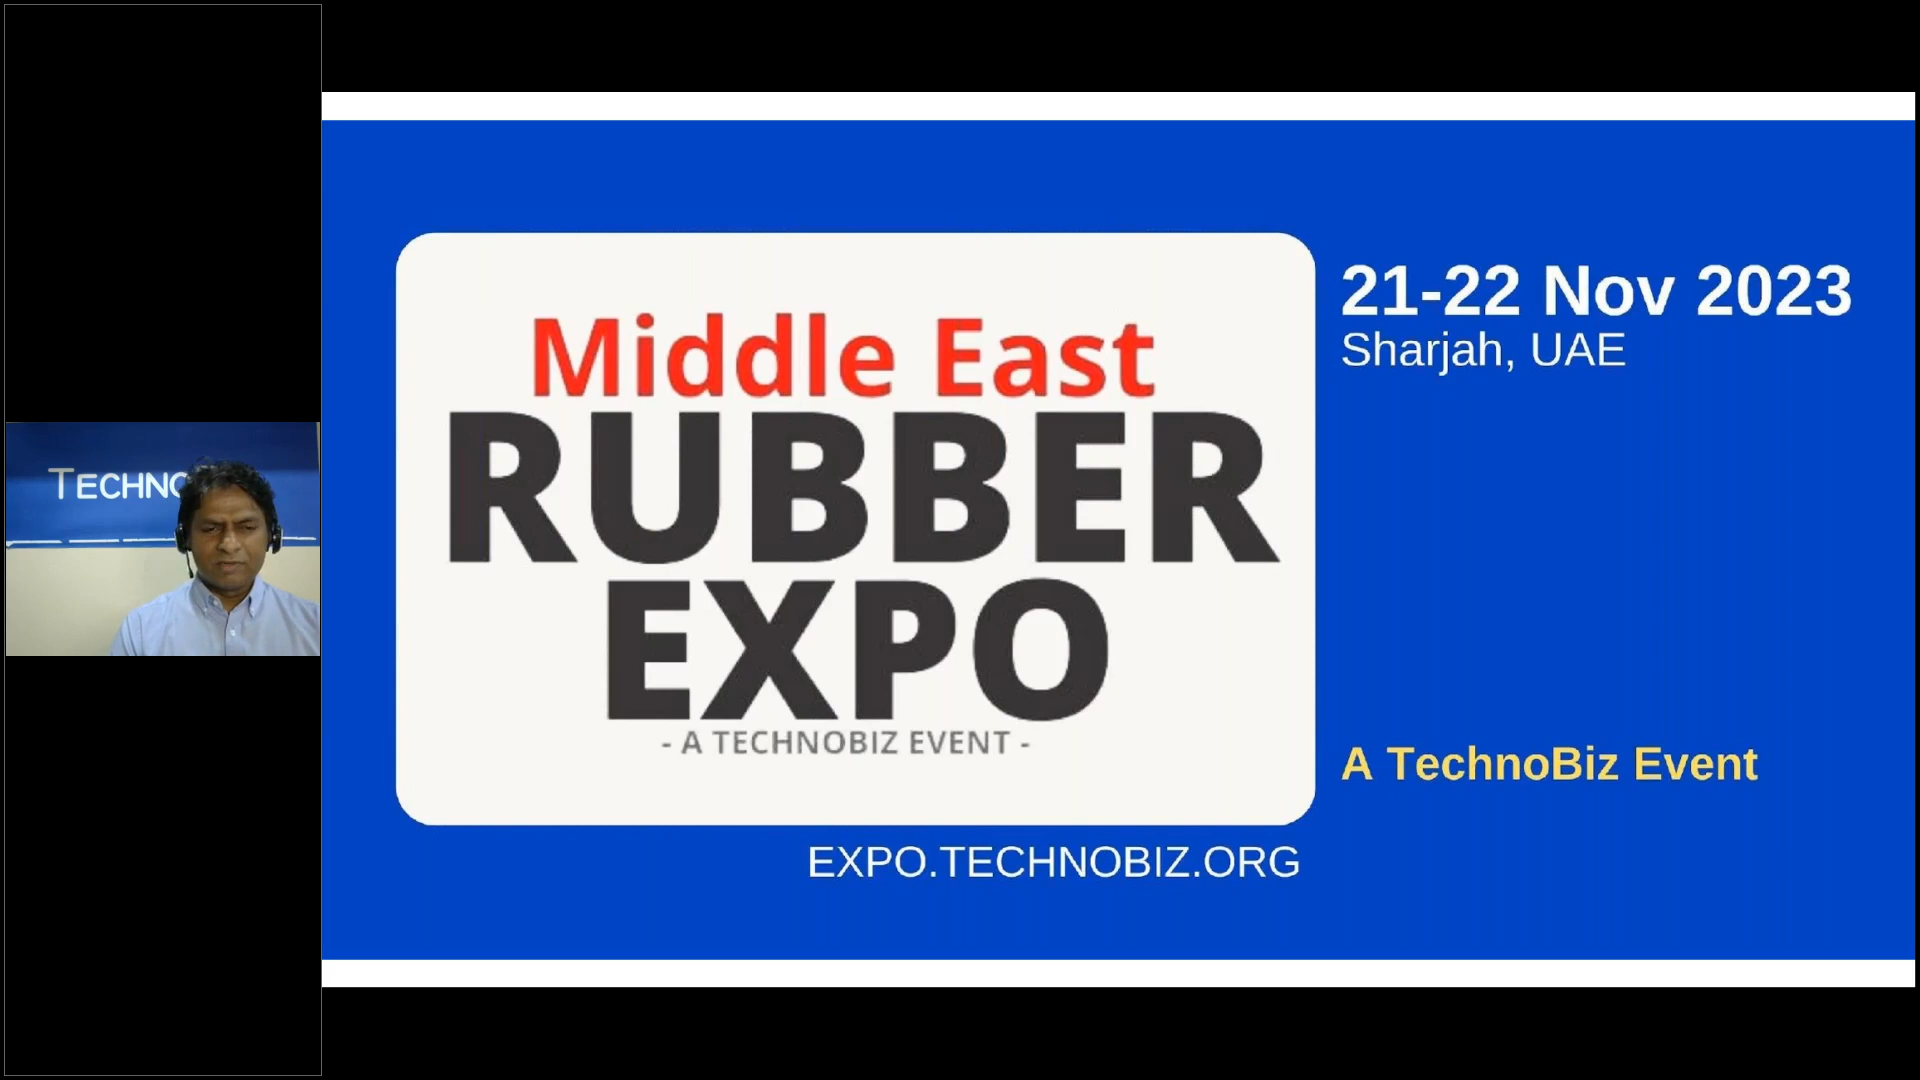 TECHNO
Middle East
RUBBER
EXPO
- A TECHNOBIZ EVENT -
21-22 Nov 2023
Sharjah, UAE
A TechnoBiz Event
EXPO.TECHNOBIZ.ORG